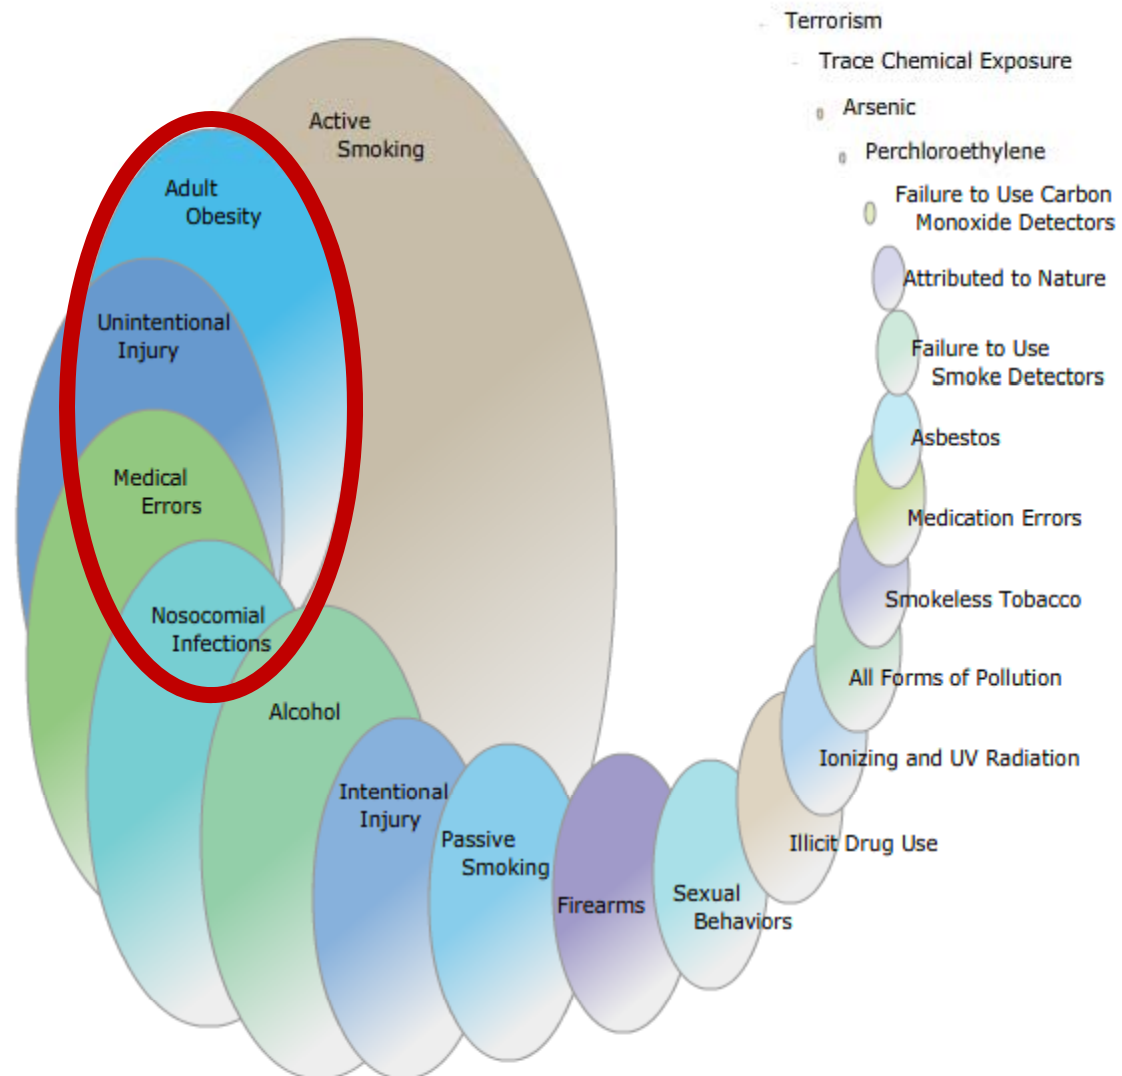 Terrorism
Trace Chemical Exposure
Arsenic
Perchloroethylene
Failure to Use Carbon
Monoxide Detectors
Attributed to Nature
Failure to Use
Smoke Detectors
Asbestos
Medication Errors
Smokeless Tobacco
All Forms of Pollution
Ionizing and UV Radiation
Illicit Drug Use
Sexual
Behaviors
Firearms
Passive
Smoking
Intentional
Injury
Alcohol
Nosocomial
Infections
Medical
Errors
Unintentional
Injury
Adult
Obesity
Active
Smoking